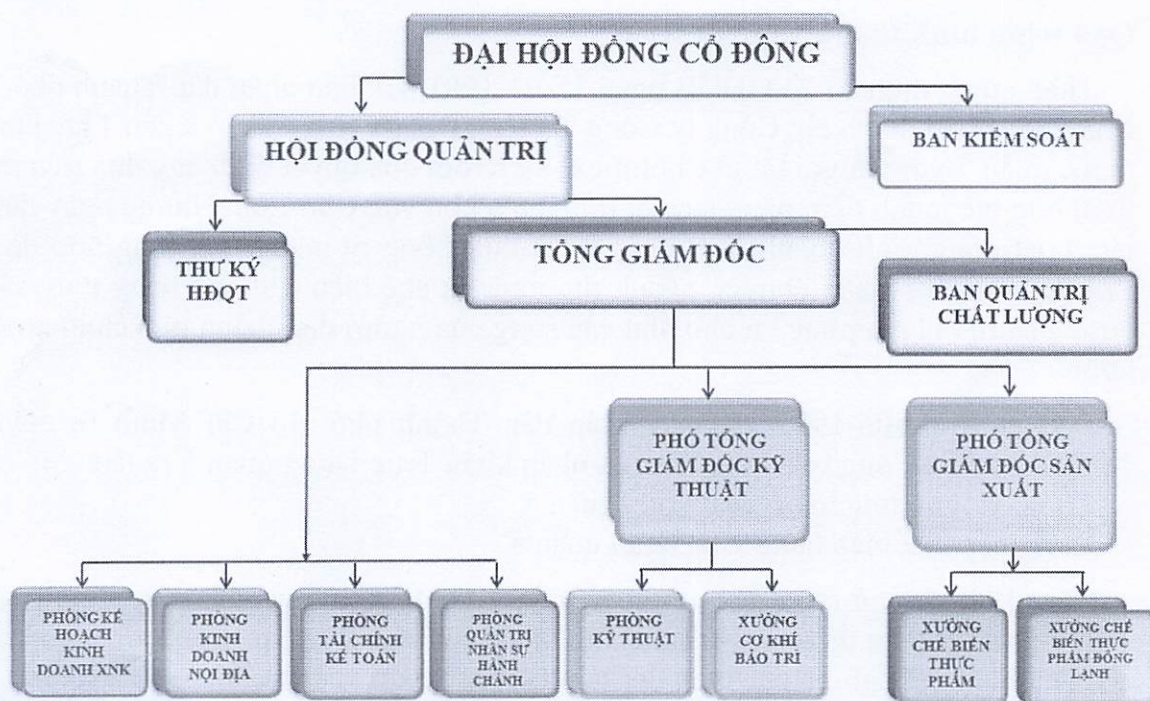 ĐẠI HỘI ĐỒNG CỔ ĐÔNG
HỘI ĐỒNG QUẢN TRỊ
BAN KIỂM SOÁT
THƯ KÝ
HĐQT
TỔNG GIÁM ĐỐC
BAN QUẢN TRỊ
CHẤT LƯỢNG
PHÓ TỔNG
GIÁM ĐỐC KỸ
THUẬT
PHÓ TỔNG
GIÁM ĐỐC SẢN
XUẤT
PHÒNG KẾ
HOẠCH
KINH
DOANH XNK
PHÒNG
KINH
DOANH
NỘI ĐỊA
PHÒNG
TÀI CHÍNH
KẾ TOÁN
PHÒNG
QUẢN TRỊ
NHÂN SỰ
HÀNH
CHÁNH
PHÒNG
KỸ THUẬT
XƯỞNG
CƠ KHÍ
BẢO TRÌ
XƯỞNG
CHẾ BIẾN
THỰC
PHẨM
XƯỞNG CHẾ
BIẾN THỰC
PHẨM ĐÔNG
LẠNH